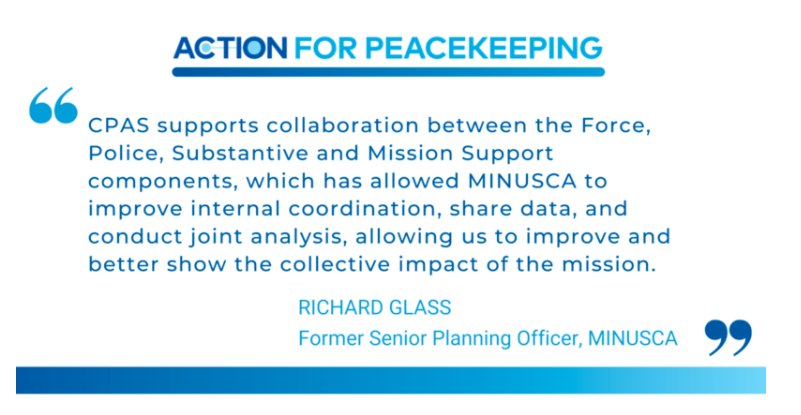 ACTION FOR PEACEKEEPING
“
CPAS supports collaboration between the Force,
Police, Substantive and Mission Support
components, which has allowed MINUSCA to
improve internal coordination, share data, and
conduct joint analysis, allowing us to improve and
better show the collective impact of the mission.
RICHARD GLASS
Former Senior Planning Officer, MINUSCA
”